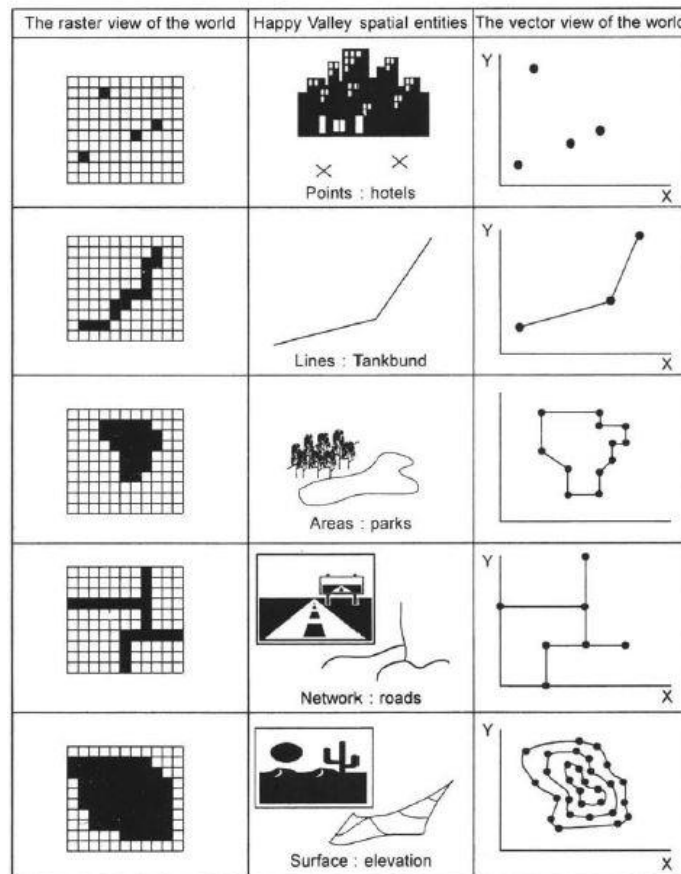 The raster view of the world
Happy Valley spatial entities
The vector view of the world
Y
X
Points : hotels
Y
X
Lines : Tankbund
Areas : parks
Y
X
Network : roads
Y
X
Surface : elevation